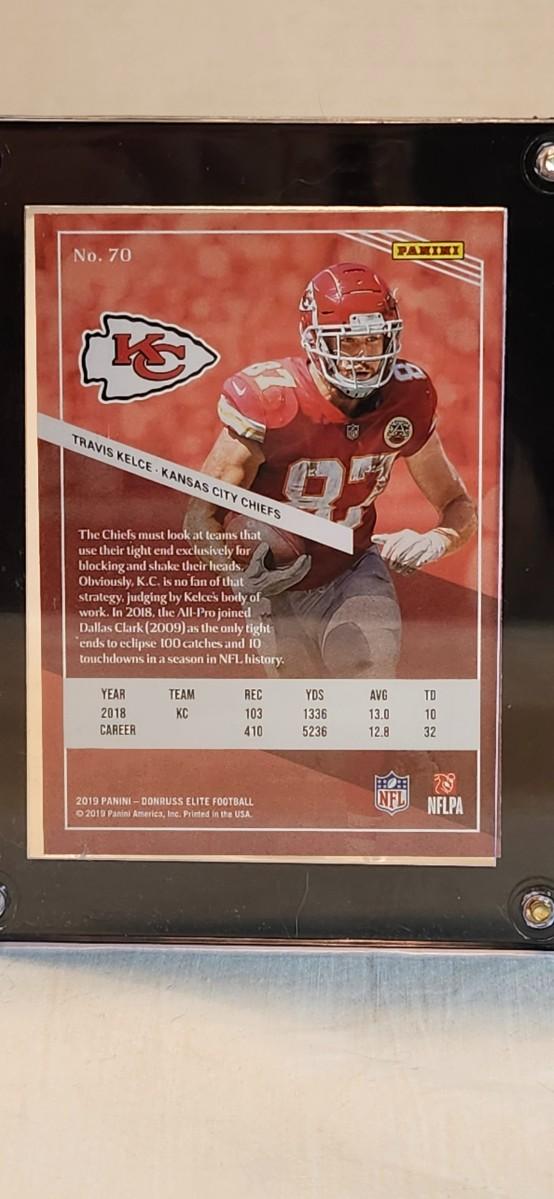 No. 70
PANINI
KC
87
87
TRAVIS KELCE · KANSAS CITY CHIEFS
87
The Chiefs must look at teams that
use their tight end exclusively for
blocking and shake their heads.
Obviously, K.C. is no fan of that
strategy, judging by Kelce's body of
work. In 2018, the All-Pro joined
Dallas Clark (2009) as the only tight
ends to eclipse 100 catches and 10
touchdowns in a season in NFL history.
YEAR TEAM REC YDS AVG TD
2018 KC 103 1336 13.0 10
CAREER 410 5236 12.8 32
2019 PANINI – DONRUSS ELITE FOOTBALL
© 2019 Panini America, Inc. Printed in the USA.
NFL
NFLPA